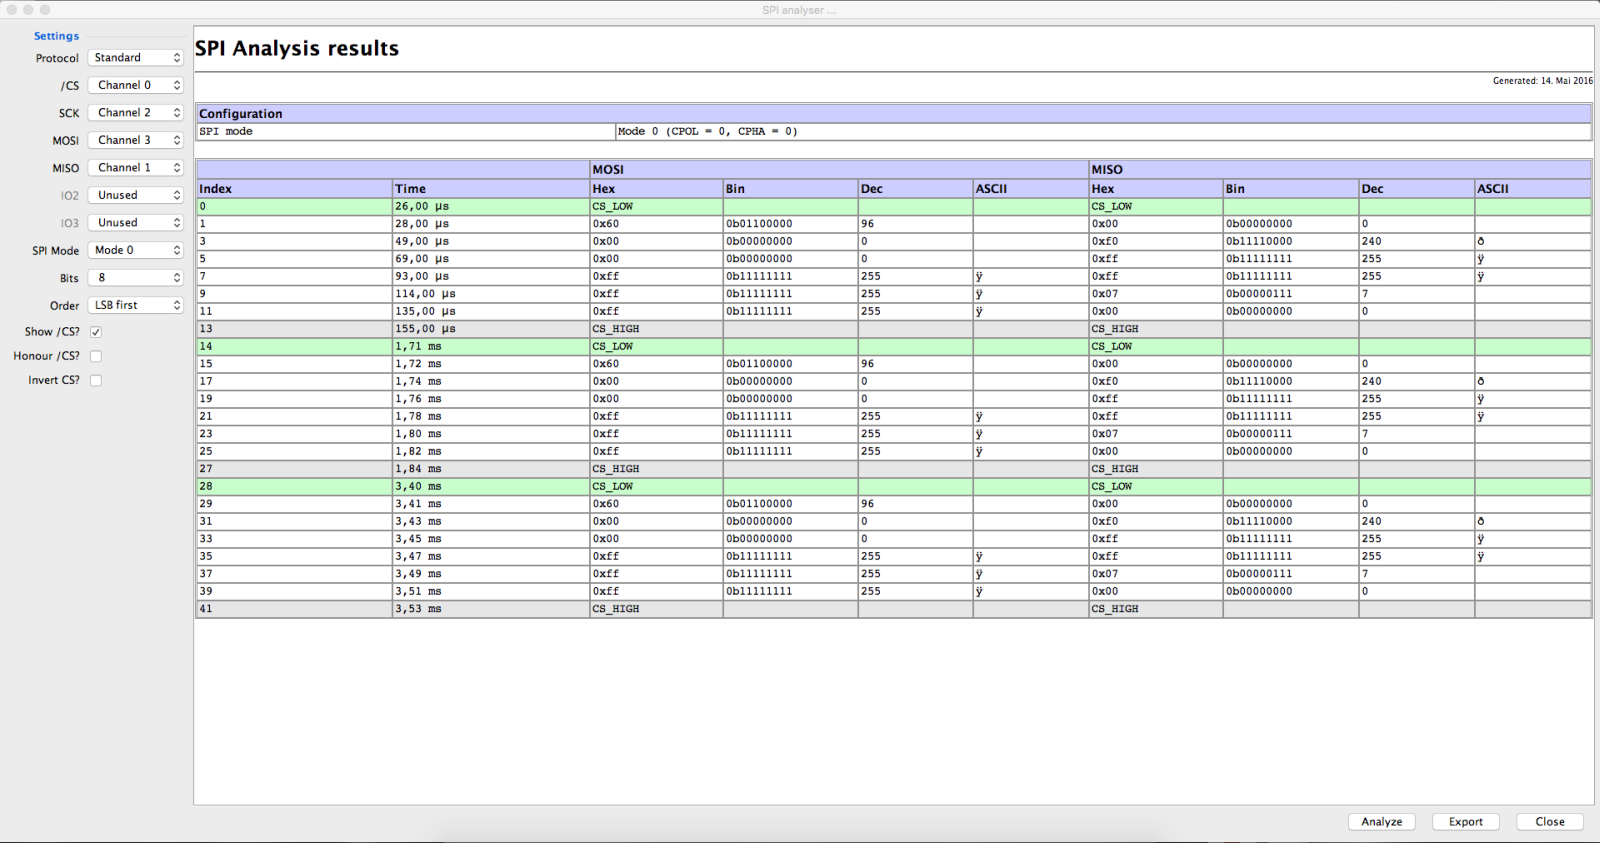 SPI analyser ...
Settings
Protocol Standard
/CS Channel 0
SCK Channel 2
MOSI Channel 3
MISO Channel 1
IO2 Unused
IO3 Unused
SPI Mode Mode 0
Bits 8
Order LSB first
Show /CS?
Honour /CS?
Invert CS?
SPI Analysis results
Generated: 14. Mai 2016
Configuration
SPI mode Mode 0 (CPOL = 0, CPHA = 0)
MOSI MISO
Index Time Hex Bin Dec ASCII Hex Bin Dec ASCII
0 26,00 µs CS_LOW CS_LOW
1 28,00 µs 0x60 0b01100000 96 0x00 0b00000000 0
3 49,00 µs 0x00 0b00000000 0 0xf0 0b11110000 240 ð
5 69,00 µs 0x00 0b00000000 0 0xff 0b11111111 255 ÿ
7 93,00 µs 0xff 0b11111111 255 ÿ 0xff 0b11111111 255 ÿ
9 114,00 µs 0xff 0b11111111 255 ÿ 0x07 0b00000111 7
11 135,00 µs 0xff 0b11111111 255 ÿ 0x00 0b00000000 0
13 155,00 µs CS_HIGH CS_HIGH
14 1,71 ms CS_LOW CS_LOW
15 1,72 ms 0x60 0b01100000 96 0x00 0b00000000 0
17 1,74 ms 0x00 0b00000000 0 0xf0 0b11110000 240 ð
19 1,76 ms 0x00 0b00000000 0 0xff 0b11111111 255 ÿ
21 1,78 ms 0xff 0b11111111 255 ÿ 0xff 0b11111111 255 ÿ
23 1,80 ms 0xff 0b11111111 255 ÿ 0x07 0b00000111 7
25 1,82 ms 0xff 0b11111111 255 ÿ 0x00 0b00000000 0
27 1,84 ms CS_HIGH CS_HIGH
28 3,40 ms CS_LOW CS_LOW
29 3,41 ms 0x60 0b01100000 96 0x00 0b00000000 0
31 3,43 ms 0x00 0b00000000 0 0xf0 0b11110000 240 ð
33 3,45 ms 0x00 0b00000000 0 0xff 0b11111111 255 ÿ
35 3,47 ms 0xff 0b11111111 255 ÿ 0xff 0b11111111 255 ÿ
37 3,49 ms 0xff 0b11111111 255 ÿ 0x07 0b00000111 7
39 3,51 ms 0xff 0b11111111 255 ÿ 0x00 0b00000000 0
41 3,53 ms CS_HIGH CS_HIGH
Analyze Export Close